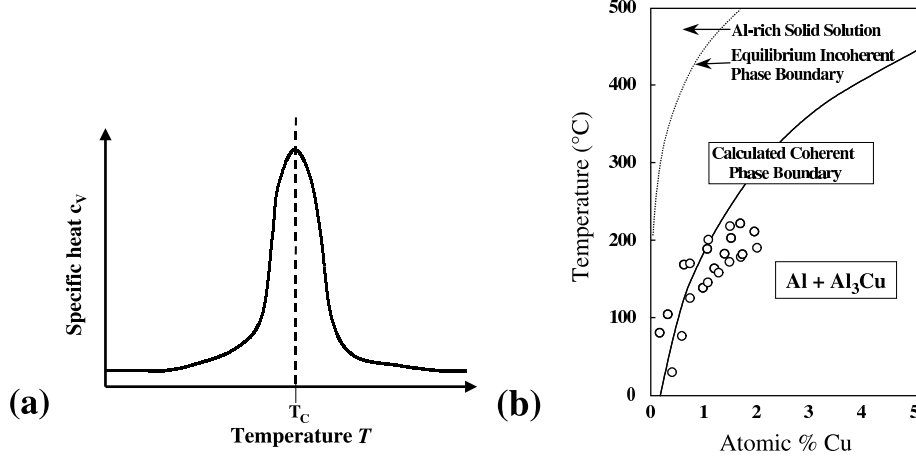 (a)
Specific heat c_V
T_C
Temperature T
(b)
Temperature (°C)
500
400
300
200
100
0
Al-rich Solid Solution
Equilibrium Incoherent
Phase Boundary
Calculated Coherent
Phase Boundary
Al + Al₃Cu
0 1 2 3 4 5
Atomic % Cu